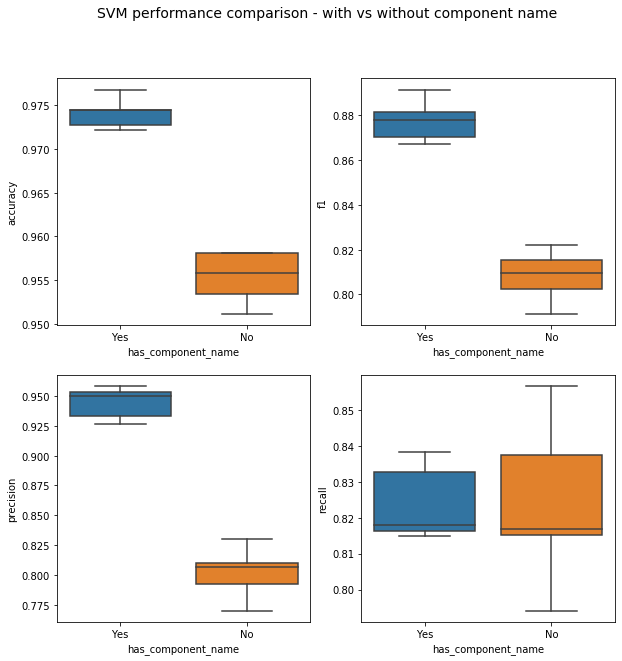 SVM performance comparison - with vs without component name
accuracy
0.975
0.970
0.965
0.960
0.955
0.950
Yes No
has_component_name
f1
0.88
0.86
0.84
0.82
0.80
Yes No
has_component_name
precision
0.950
0.925
0.900
0.875
0.850
0.825
0.800
0.775
Yes No
has_component_name
recall
0.85
0.84
0.83
0.82
0.81
0.80
Yes No
has_component_name